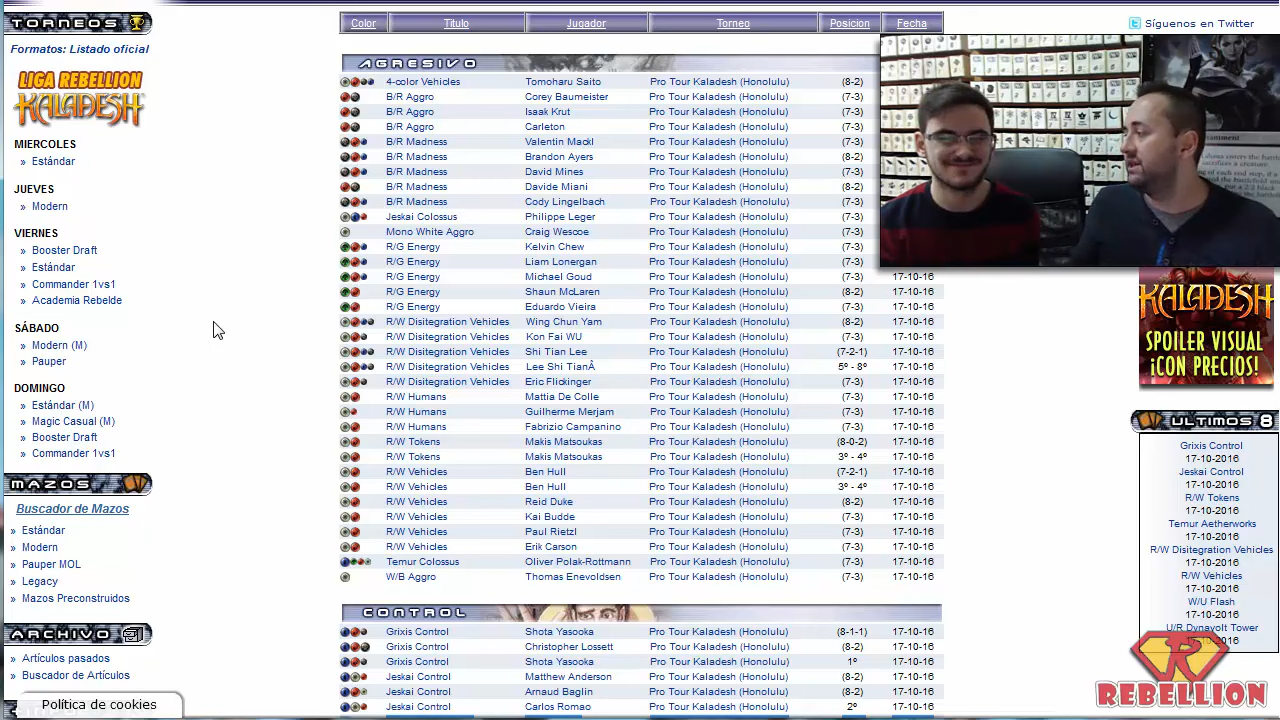 TORNEOS
Formatos: Listado oficial
LIGA REBELLION
KALADESH
MIERCOLES
» Estándar
JUEVES
» Modern
VIERNES
» Booster Draft
» Estándar
» Commander 1vs1
» Academia Rebelde
SÁBADO
» Modern (M)
» Pauper
DOMINGO
» Estándar (M)
» Magic Casual (M)
» Booster Draft
» Commander 1vs1
MAZOS
Buscador de Mazos
» Estándar
» Modern
» Pauper MOL
» Legacy
» Mazos Preconstruidos
ARCHIVO
» Artículos pasados
» Buscador de Artículos
Política de cookies
Color Titulo Jugador Torneo Posicion Fecha
AGRESIVO
4-color Vehicles Tomoharu Saito Pro Tour Kaladesh (Honolulu) (8-2)
B/R Aggro Corey Baumeister Pro Tour Kaladesh (Honolulu) (7-3)
B/R Aggro Isaak Krut Pro Tour Kaladesh (Honolulu) (7-3)
B/R Aggro Carleton Pro Tour Kaladesh (Honolulu) (7-3)
B/R Madness Valentin Mackl Pro Tour Kaladesh (Honolulu) (7-3)
B/R Madness Brandon Ayers Pro Tour Kaladesh (Honolulu) (8-2)
B/R Madness David Mines Pro Tour Kaladesh (Honolulu) (7-3)
B/R Madness Davide Miani Pro Tour Kaladesh (Honolulu) (8-2)
B/R Madness Cody Lingelbach Pro Tour Kaladesh (Honolulu) (7-3)
Jeskai Colossus Philippe Leger Pro Tour Kaladesh (Honolulu) (7-3)
Mono White Aggro Craig Wescoe Pro Tour Kaladesh (Honolulu) (7-3)
R/G Energy Kelvin Chew Pro Tour Kaladesh (Honolulu) (7-3)
R/G Energy Liam Lonergan Pro Tour Kaladesh (Honolulu) (7-3)
R/G Energy Michael Goud Pro Tour Kaladesh (Honolulu) (7-3) 17-10-16
R/G Energy Shaun McLaren Pro Tour Kaladesh (Honolulu) (8-2) 17-10-16
R/G Energy Eduardo Vieira Pro Tour Kaladesh (Honolulu) (7-3) 17-10-16
R/W Disitegration Vehicles Wing Chun Yam Pro Tour Kaladesh (Honolulu) (8-2) 17-10-16
R/W Disitegration Vehicles Kon Fai WU Pro Tour Kaladesh (Honolulu) (7-3) 17-10-16
R/W Disitegration Vehicles Shi Tian Lee Pro Tour Kaladesh (Honolulu) (7-2-1) 17-10-16
R/W Disitegration Vehicles Lee Shi TianÂ Pro Tour Kaladesh (Honolulu) 5º - 8º 17-10-16
R/W Disitegration Vehicles Eric Flickinger Pro Tour Kaladesh (Honolulu) (7-3) 17-10-16
R/W Humans Mattia De Colle Pro Tour Kaladesh (Honolulu) (7-3) 17-10-16
R/W Humans Guilherme Merjam Pro Tour Kaladesh (Honolulu) (7-3) 17-10-16
R/W Humans Adriano Campanino Pro Tour Kaladesh (Honolulu) (7-3) 17-10-16
R/W Tokens Makis Matsoukas Pro Tour Kaladesh (Honolulu) (8-0-2) 17-10-16
R/W Tokens Makis Matsoukas Pro Tour Kaladesh (Honolulu) 3º - 4º 17-10-16
R/W Vehicles Ben Hull Pro Tour Kaladesh (Honolulu) (7-2-1) 17-10-16
R/W Vehicles Ben Hull Pro Tour Kaladesh (Honolulu) 3º - 4º 17-10-16
R/W Vehicles Reid Duke Pro Tour Kaladesh (Honolulu) (8-2) 17-10-16
R/W Vehicles Kai Budde Pro Tour Kaladesh (Honolulu) (7-3) 17-10-16
R/W Vehicles Paul Rietzl Pro Tour Kaladesh (Honolulu) (7-3) 17-10-16
R/W Vehicles Erik Carson Pro Tour Kaladesh (Honolulu) (7-3) 17-10-16
Temur Colossus Oliver Polak-Rottmann Pro Tour Kaladesh (Honolulu) (7-3) 17-10-16
W/B Aggro Thomas Enevoldsen Pro Tour Kaladesh (Honolulu) (7-3) 17-10-16
CONTROL
Grixis Control Shota Yasooka Pro Tour Kaladesh (Honolulu) (8-1-1) 17-10-16
Grixis Control Christopher Lossett Pro Tour Kaladesh (Honolulu) (8-2) 17-10-16
Grixis Control Shota Yasooka Pro Tour Kaladesh (Honolulu) 1º 17-10-16
Jeskai Control Matthew Anderson Pro Tour Kaladesh (Honolulu) (8-2) 17-10-16
Jeskai Control Arnaud Baglin Pro Tour Kaladesh (Honolulu) (8-2) 17-10-16
Jeskai Control Carlos Romao Pro Tour Kaladesh (Honolulu) 2º 17-10-16
Síguenos en Twitter
KALADESH
SPOILER VISUAL
¡CON PRECIOS!
ULTIMOS 8
Grixis Control
17-10-2016
Jeskai Control
17-10-2016
R/W Tokens
17-10-2016
Temur Aetherworks
17-10-2016
R/W Disitegration Vehicles
17-10-2016
R/W Vehicles
17-10-2016
W/U Flash
17-10-2016
U/R Dynavolt Tower
REBELLION